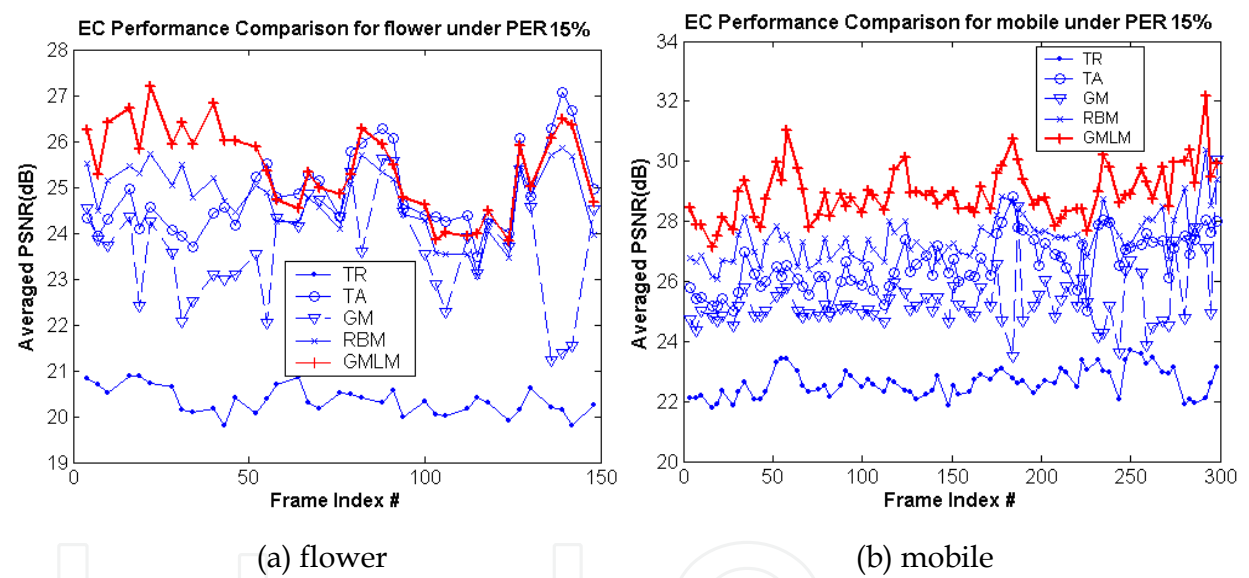 EC Performance Comparison for flower under PER 15%
28
27
26
25
24
23
22
21
20
19
0
50
100
150
Averaged PSNR(dB)
Frame Index #
TR
TA
GM
RBM
GMLM
(a) flower
EC Performance Comparison for mobile under PER 15%
34
32
30
28
26
24
22
20
0
50
100
150
200
250
300
Averaged PSNR(dB)
Frame Index #
TR
TA
GM
RBM
GMLM
(b) mobile